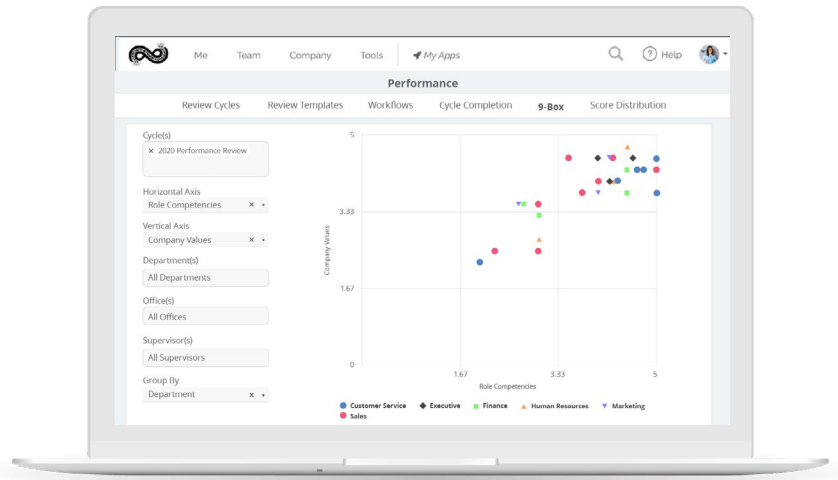 Me Team Company Tools My Apps ? Help
Performance
Review Cycles Review Templates Workflows Cycle Completion 9-Box Score Distribution
Cycle(s)
× 2020 Performance Review
Horizontal Axis
Role Competencies ×
Vertical Axis
Company Values ×
Department(s)
All Departments
Office(s)
All Offices
Supervisor(s)
All Supervisors
Group By
Department ×
5
3.33
1.67
0
Company Values
1.67 3.33 5
Role Competencies
Customer Service Executive Finance Human Resources Marketing
Sales